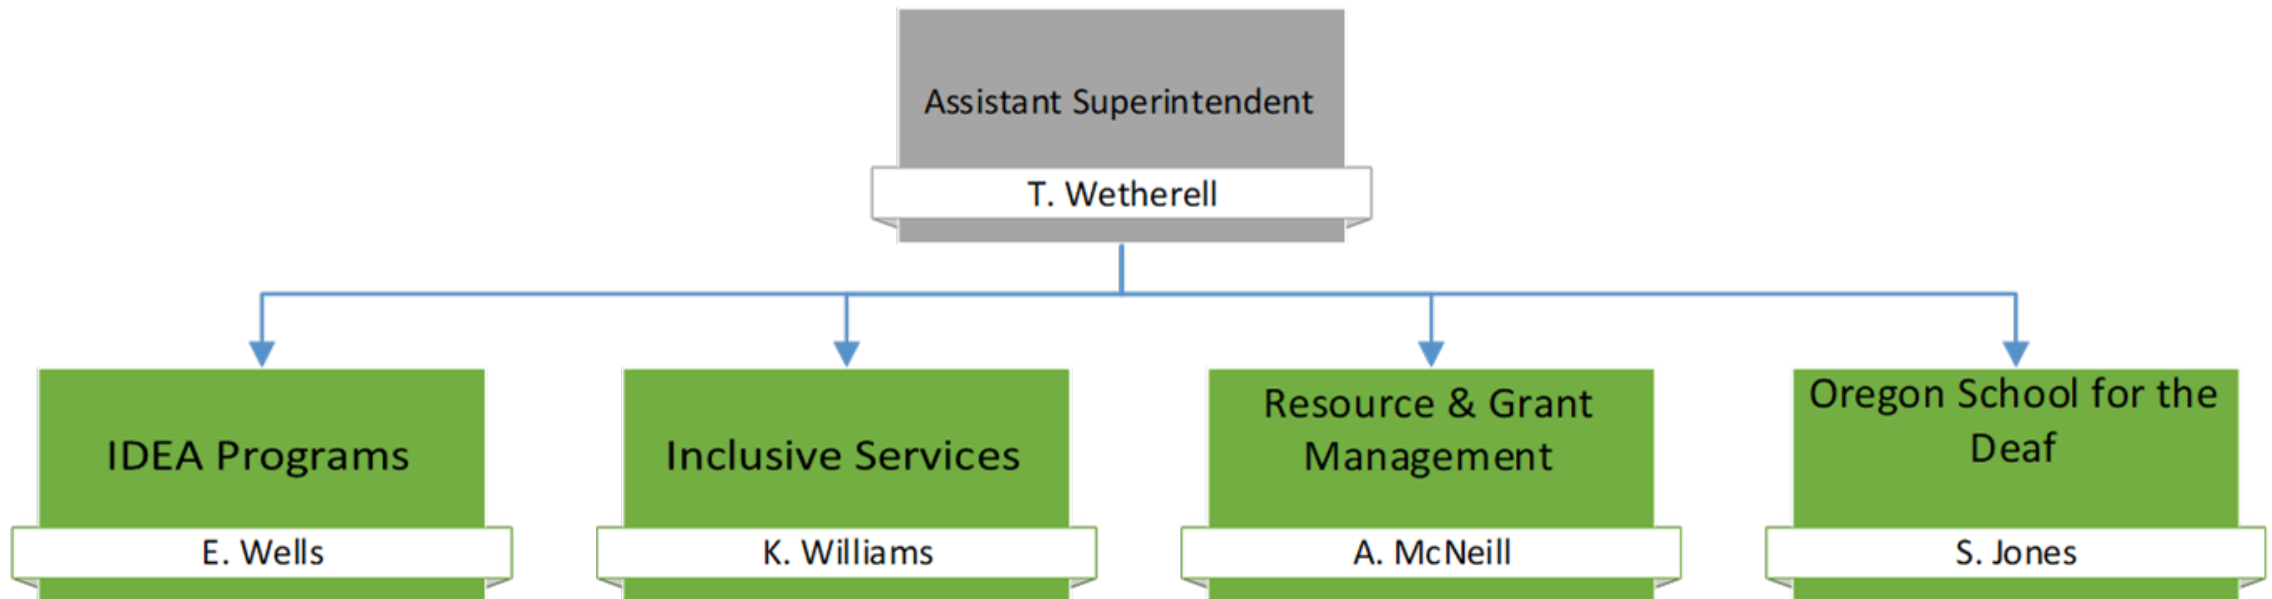 Assistant Superintendent
T. Wetherell
IDEA Programs
E. Wells
Inclusive Services
K. Williams
Resource & Grant
Management
A. McNeill
Oregon School for the
Deaf
S. Jones